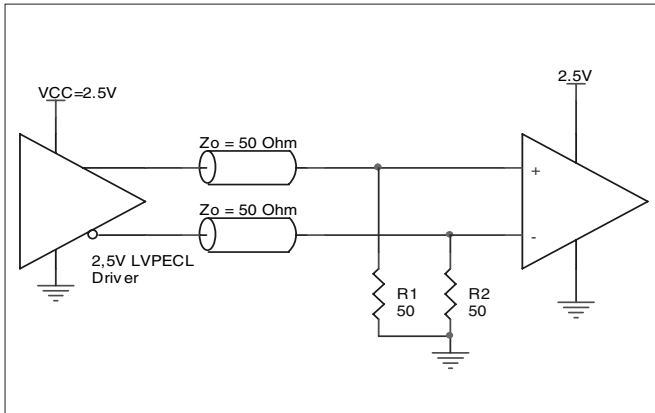 VCC=2.5V
2.5V
Zo = 50 Ohm
+
Zo = 50 Ohm
-
2,5V LVPECL
Driver
R1
50
R2
50